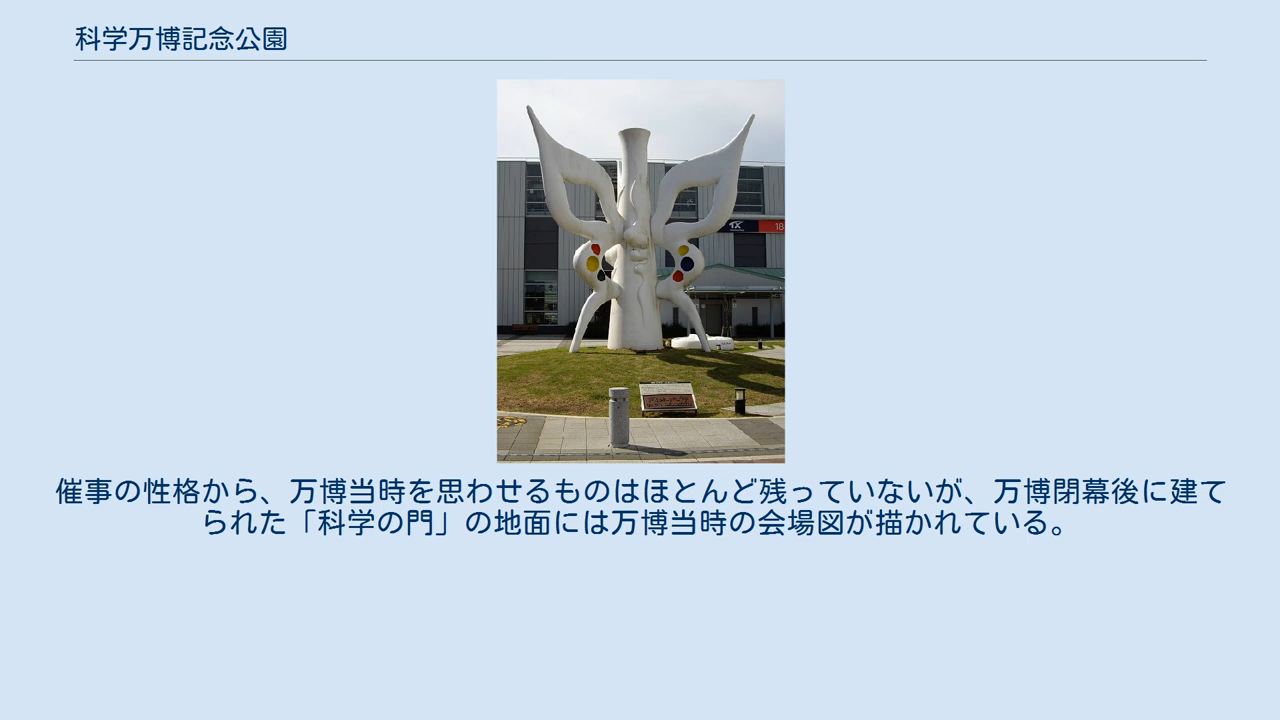 科学万博記念公園
TX
18
催事の性格から、万博当時を思わせるものはほとんど残っていないが、万博閉幕後に建て
られた「科学の門」の地面には万博当時の会場図が描かれている。